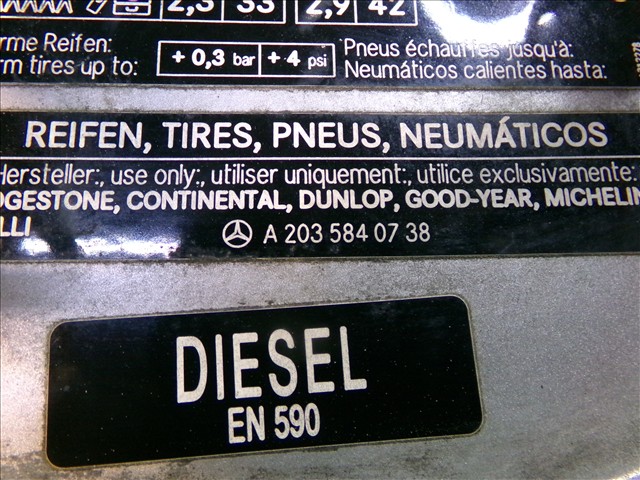 2,3 33 2,9 42
rme Reifen:
rm tires up to:
+ 0,3 bar + 4 psi
Pneus échauffés jusqu'à:
Neumáticos calientes hasta:
REIFEN, TIRES, PNEUS, NEUMÁTICOS
Hersteller:, use only:, utiliser uniquement:, utilice exclusivamente:
OGESTONE, CONTINENTAL, DUNLOP, GOOD-YEAR, MICHELIN
LLI
A 203 584 07 38
DIESEL
EN 590